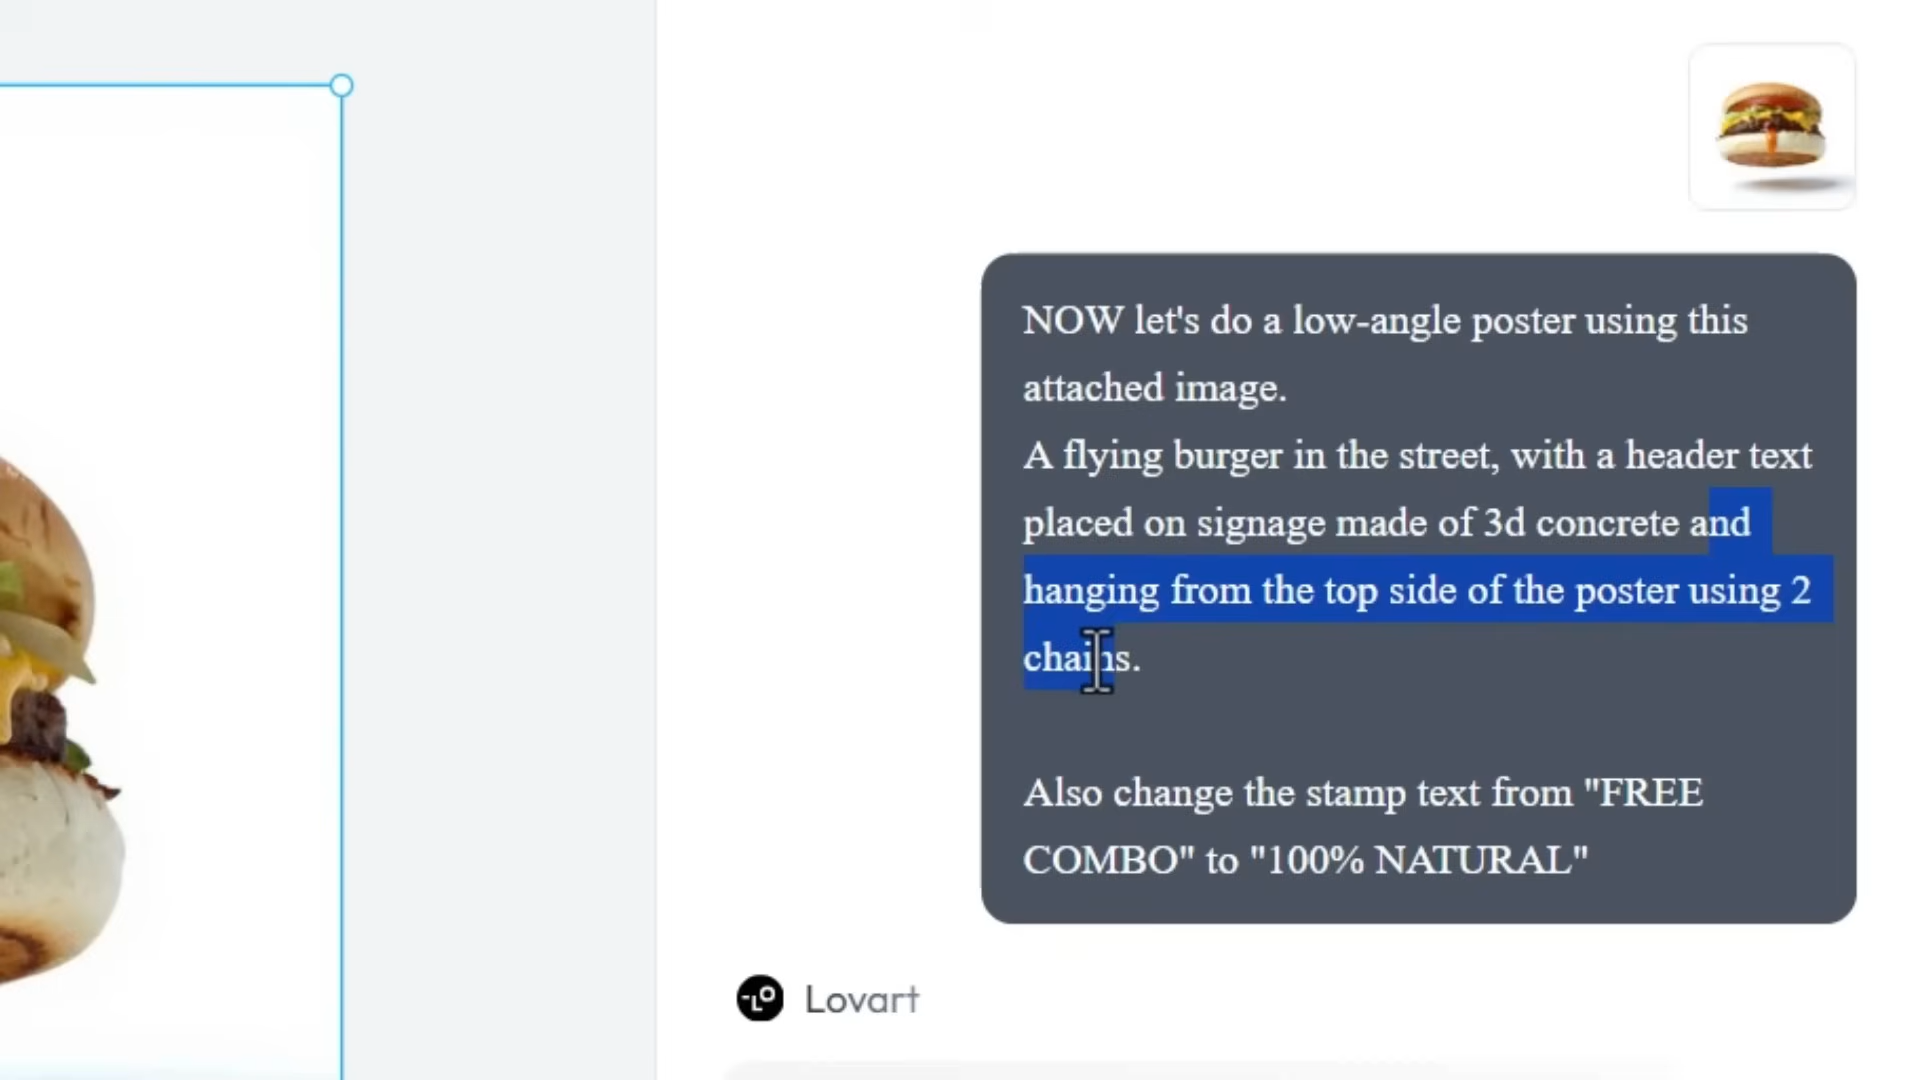 NOW let's do a low-angle poster using this
attached image.
A flying burger in the street, with a header text
placed on signage made of 3d concrete and
hanging from the top side of the poster using 2
chains.
Also change the stamp text from "FREE
COMBO" to "100% NATURAL"
Lovart